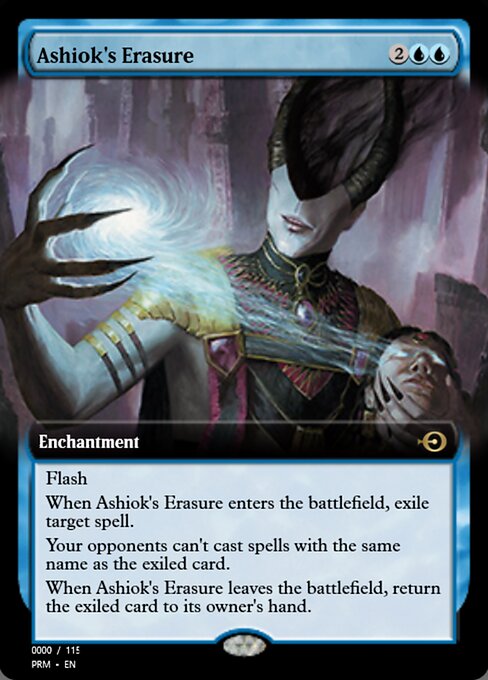 Ashiok's Erasure
2
Enchantment
Flash
When Ashiok's Erasure enters the battlefield, exile
target spell.
Your opponents can't cast spells with the same
name as the exiled card.
When Ashiok's Erasure leaves the battlefield, return
the exiled card to its owner's hand.
0000 / 115
PRM • EN